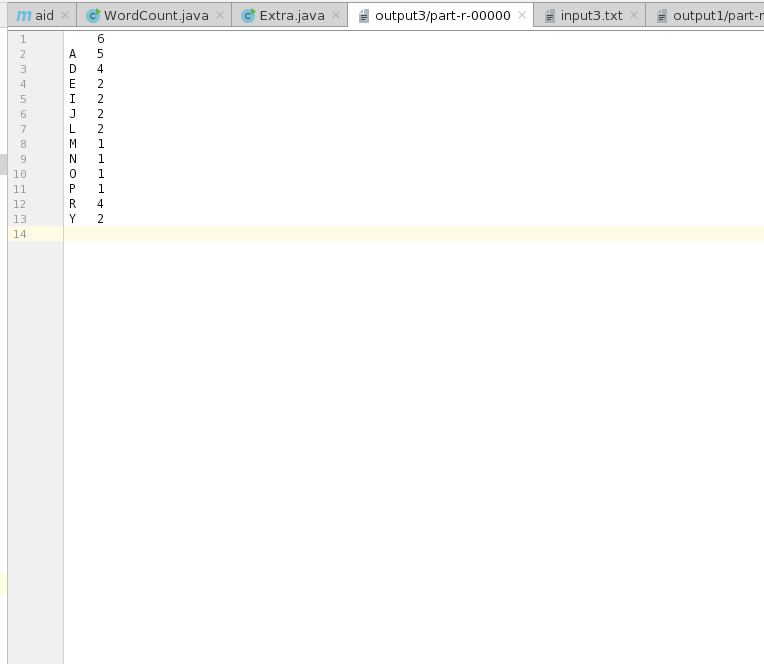 m aid WordCount.java Extra.java output3/part-r-00000 input3.txt output1/part-r
1 6
2 A 5
3 D 4
4 E 2
5 I 2
6 J 2
7 L 2
8 M 1
9 N 1
10 O 1
11 P 1
12 R 4
13 Y 2
14